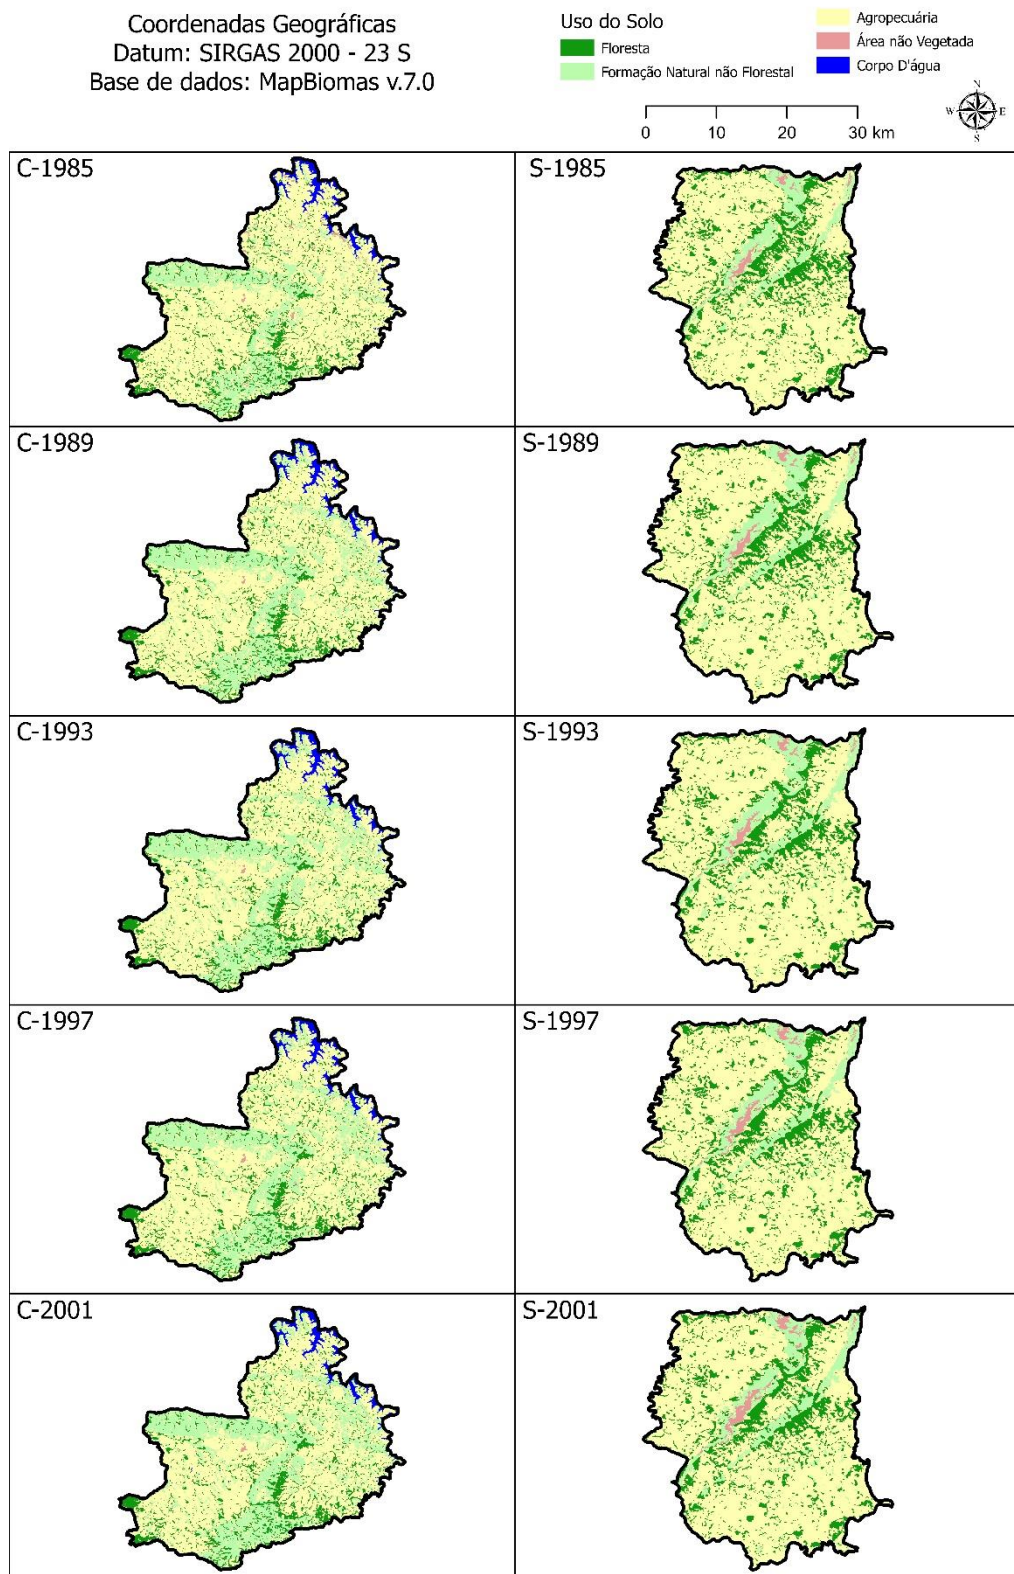 Coordenadas Geográficas
Datum: SIRGAS 2000 - 23 S
Base de dados: MapBiomas v.7.0
Uso do Solo
Floresta
Formação Natural não Florestal
Agropecuária
Área não Vegetada
Corpo D'água
0 10 20 30 km
N
W E
S
C-1985
S-1985
C-1989
S-1989
C-1993
S-1993
C-1997
S-1997
C-2001
S-2001